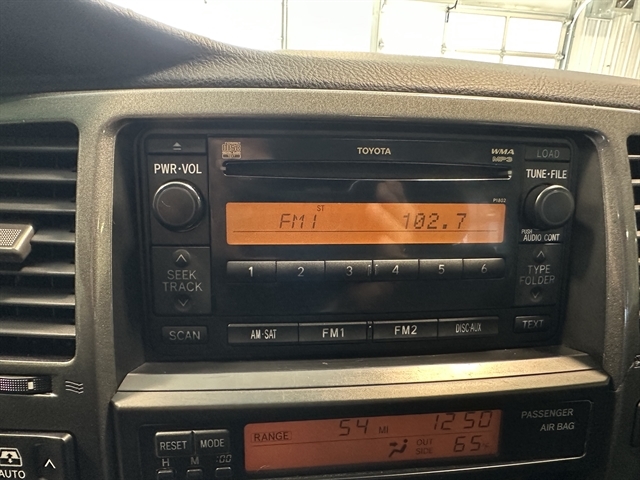 TOYOTA
WMA
MP3
LOAD
PWR·VOL
TUNE·FILE
P1802
ST
FM1 102.7
PUSH
AUDIO CONT
1 2 3 4 5 6
SEEK
TRACK
TYPE
FOLDER
SCAN
AM·SAT FM1 FM2 DISC·AUX
TEXT
RANGE 54 MI 12:50
OUT
SIDE 65°F
PASSENGER
AIR BAG
RESET MODE
H M :00
AUTO